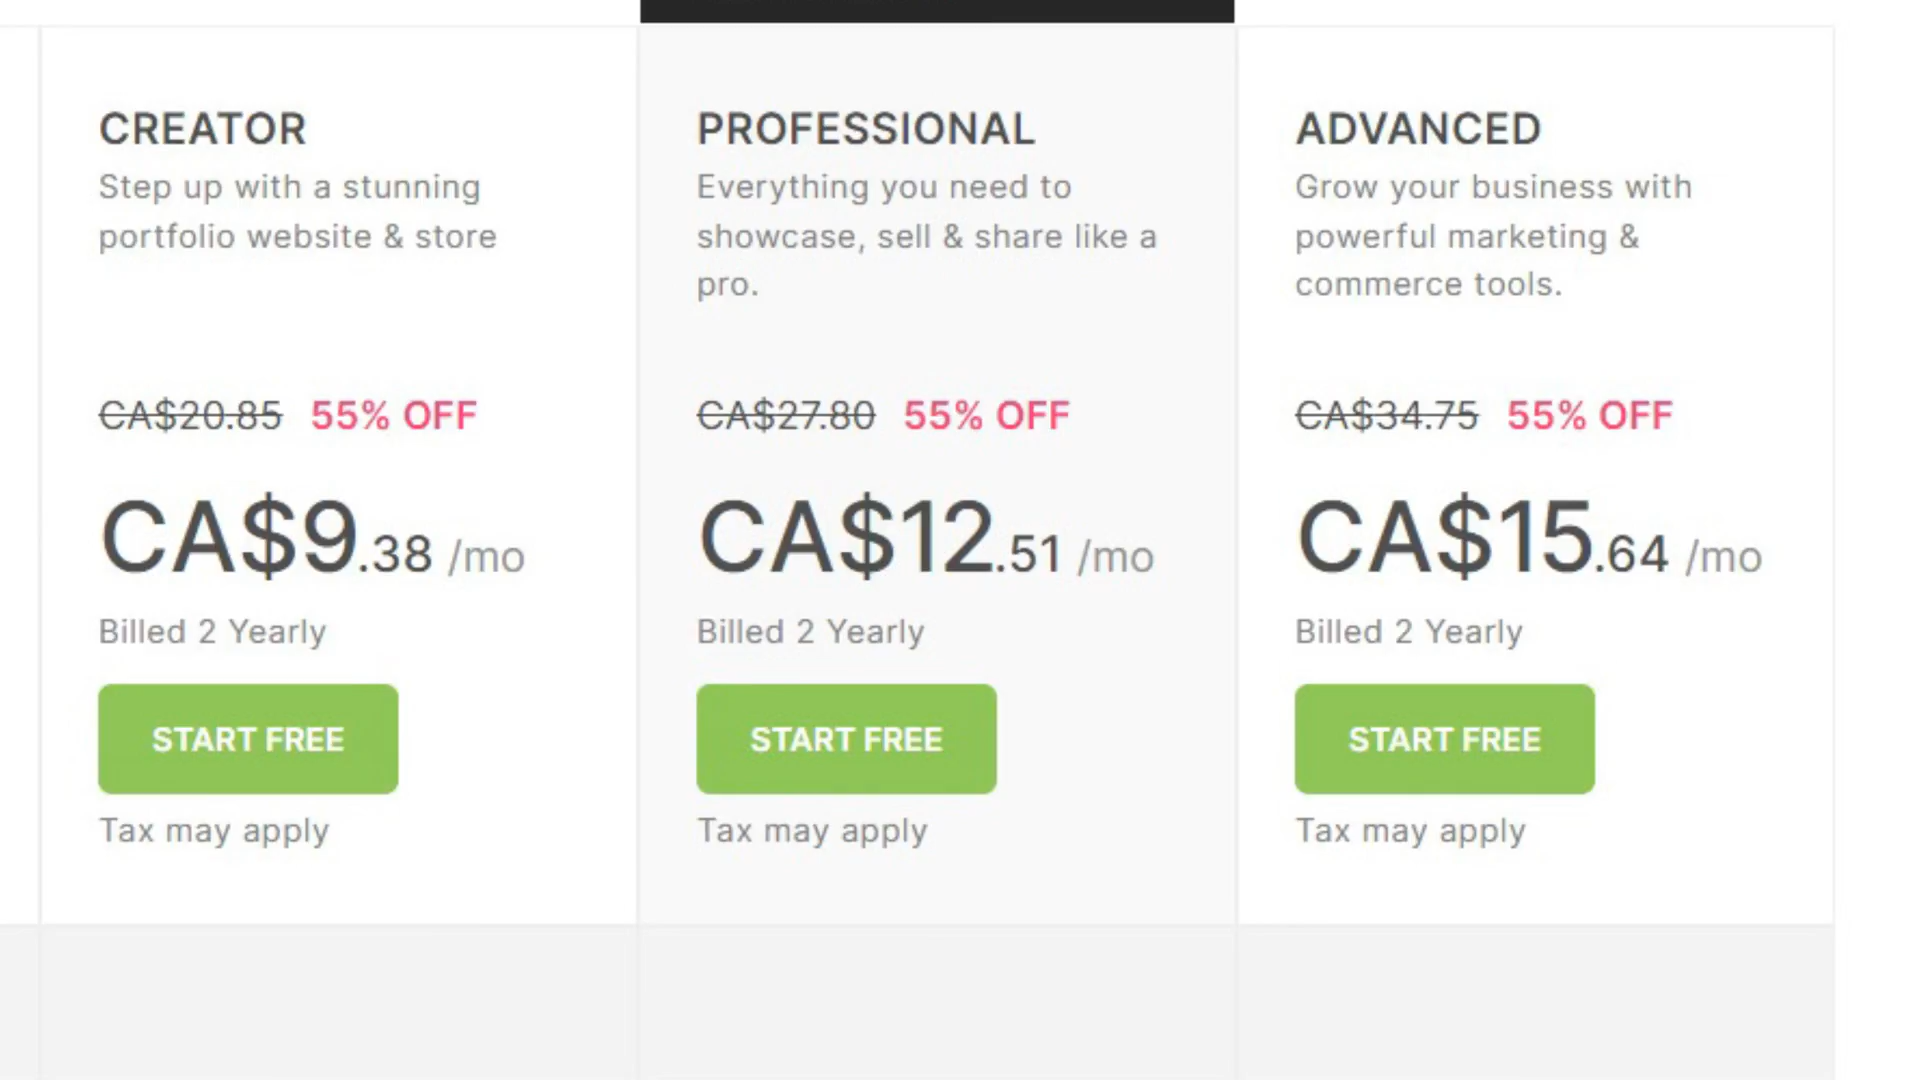 CREATOR
Step up with a stunning
portfolio website & store
CA$20.85 55% OFF
CA$9.38 /mo
Billed 2 Yearly
START FREE
Tax may apply
PROFESSIONAL
Everything you need to
showcase, sell & share like a
pro.
CA$27.80 55% OFF
CA$12.51 /mo
Billed 2 Yearly
START FREE
Tax may apply
ADVANCED
Grow your business with
powerful marketing &
commerce tools.
CA$34.75 55% OFF
CA$15.64 /mo
Billed 2 Yearly
START FREE
Tax may apply